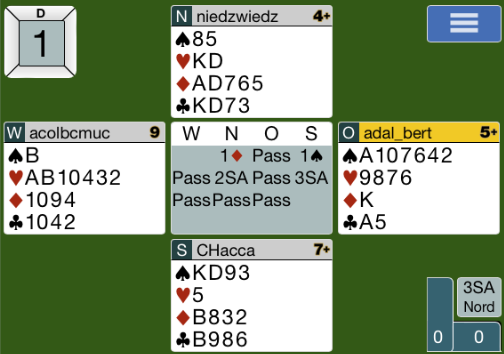 D
1
N niedzwiedz 4+
♠85
♥KD
♦AD765
♣KD73
W acolbcmuc 9
♠B
♥AB10432
♦1094
♣1042
W N O S
1♦ Pass 1♠
Pass 2SA Pass 3SA
Pass Pass Pass
O adal_bert 5+
♠A107642
♥9876
♦K
♣A5
S CHacca 7+
♠KD93
♥5
♦B832
♣B986
3SA
Nord
0 0